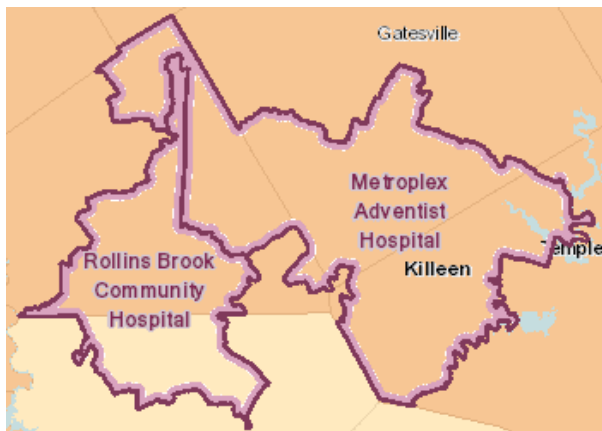 Gatesville
Metroplex
Adventist
Hospital
Temple
Killeen
Rollins Brook
Community
Hospital